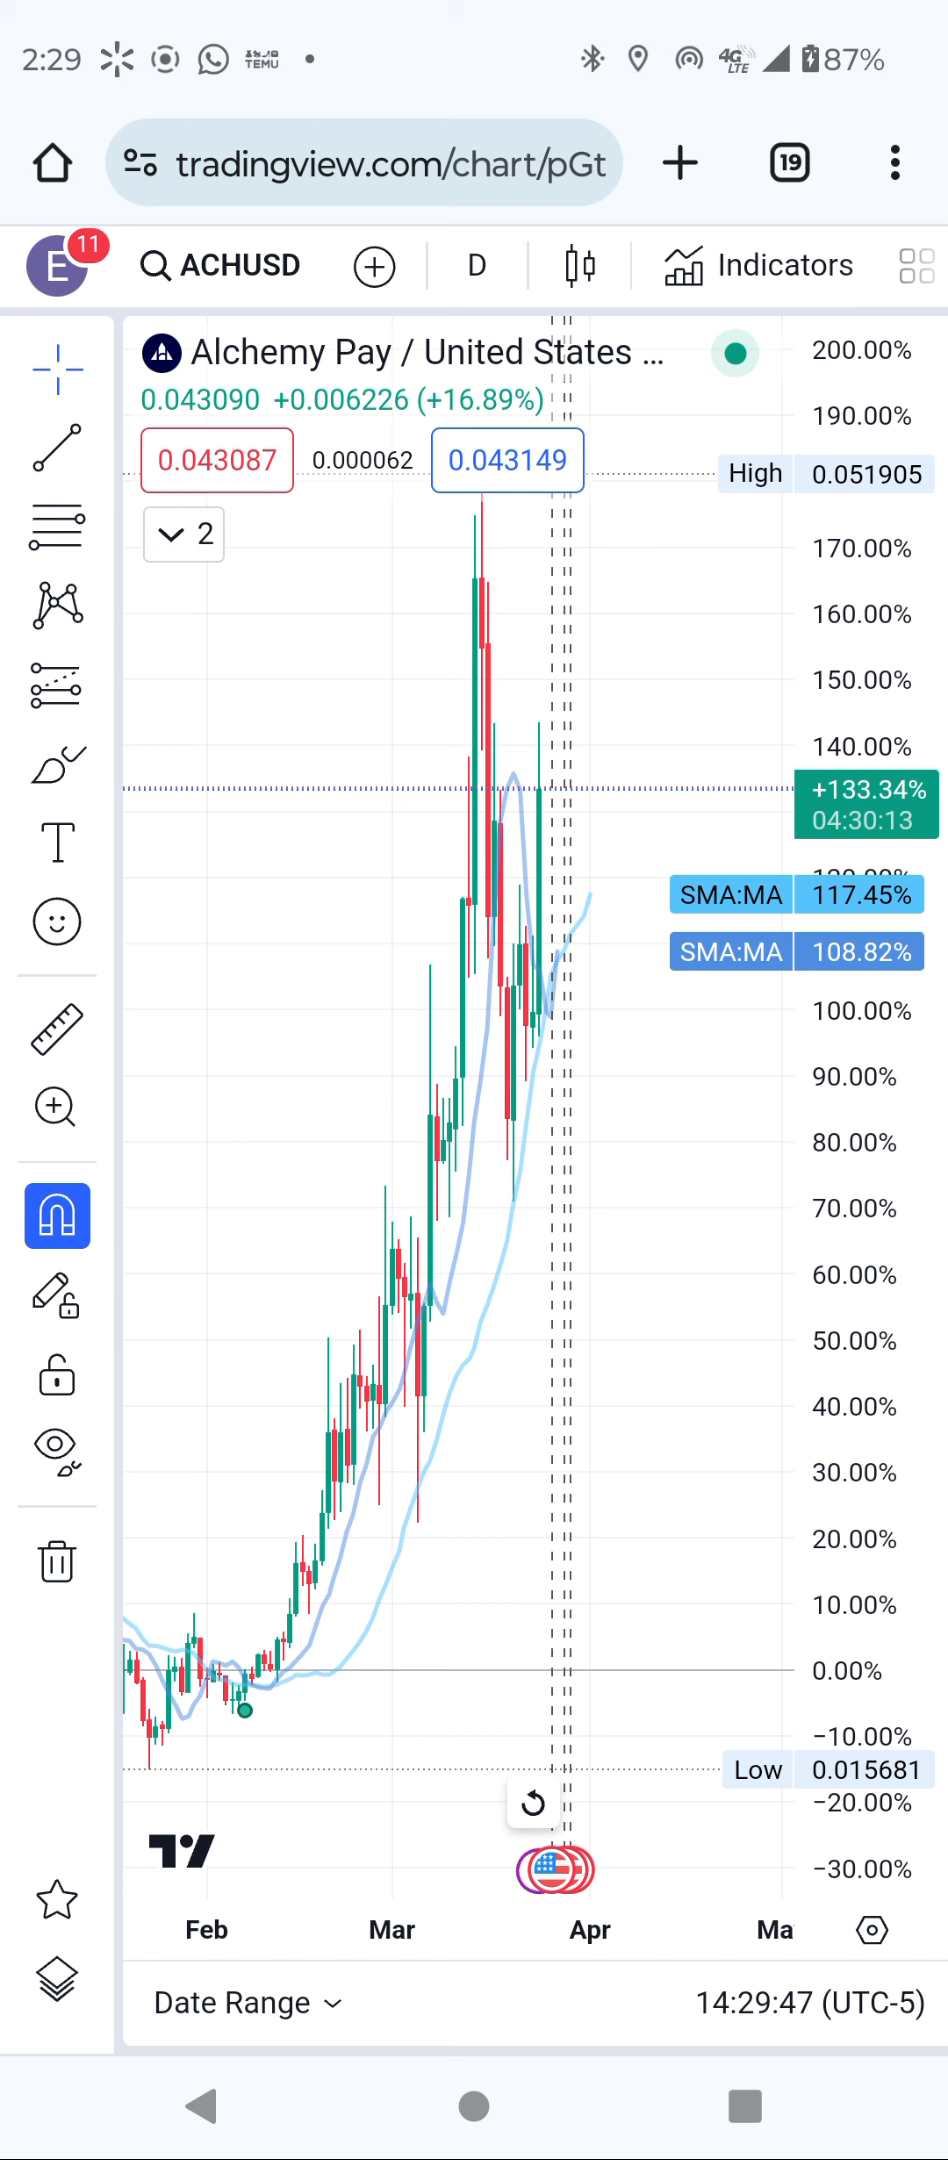 2:29 TEMU 4G LTE 87%
tradingview.com/chart/pGt 19
E 11 ACHUSD D Indicators
Alchemy Pay / United States ...
0.043090 +0.006226 (+16.89%)
0.043087 0.000062 0.043149
2
200.00%
190.00%
High 0.051905
170.00%
160.00%
150.00%
140.00%
+133.34%
04:30:13
SMA:MA 117.45%
SMA:MA 108.82%
100.00%
90.00%
80.00%
70.00%
60.00%
50.00%
40.00%
30.00%
20.00%
10.00%
0.00%
−10.00%
Low 0.015681
−20.00%
−30.00%
Feb Mar Apr Ma
Date Range 14:29:47 (UTC-5)